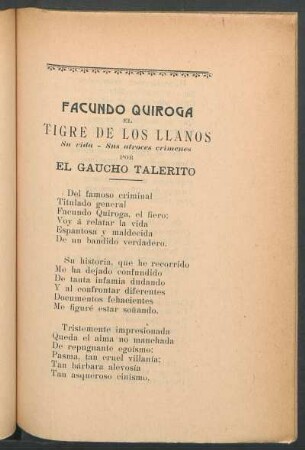 FACUNDO QUIROGA
EL
TIGRE DE LOS LLANOS
Su vida - Sus atroces crímenes
POR
EL GAUCHO TALERITO
Del famoso criminal
Titulado general
Facundo Quiroga, el fiero;
Voy á relatar la vida
Espantosa y maldecida
De un bandido verdadero.
Su historia, que he recorrido
Me ha dejado confundido
De tanta infamia dudando
Y al confrontar diferentes
Documentos fehacientes
Me figuré estar soñando.
Tristemente impresionada
Queda el alma no manchada
De repugnante egoismo;
Pasma, tan cruel villanía;
Tan bárbara alevosía
Tan asqueroso cinismo,